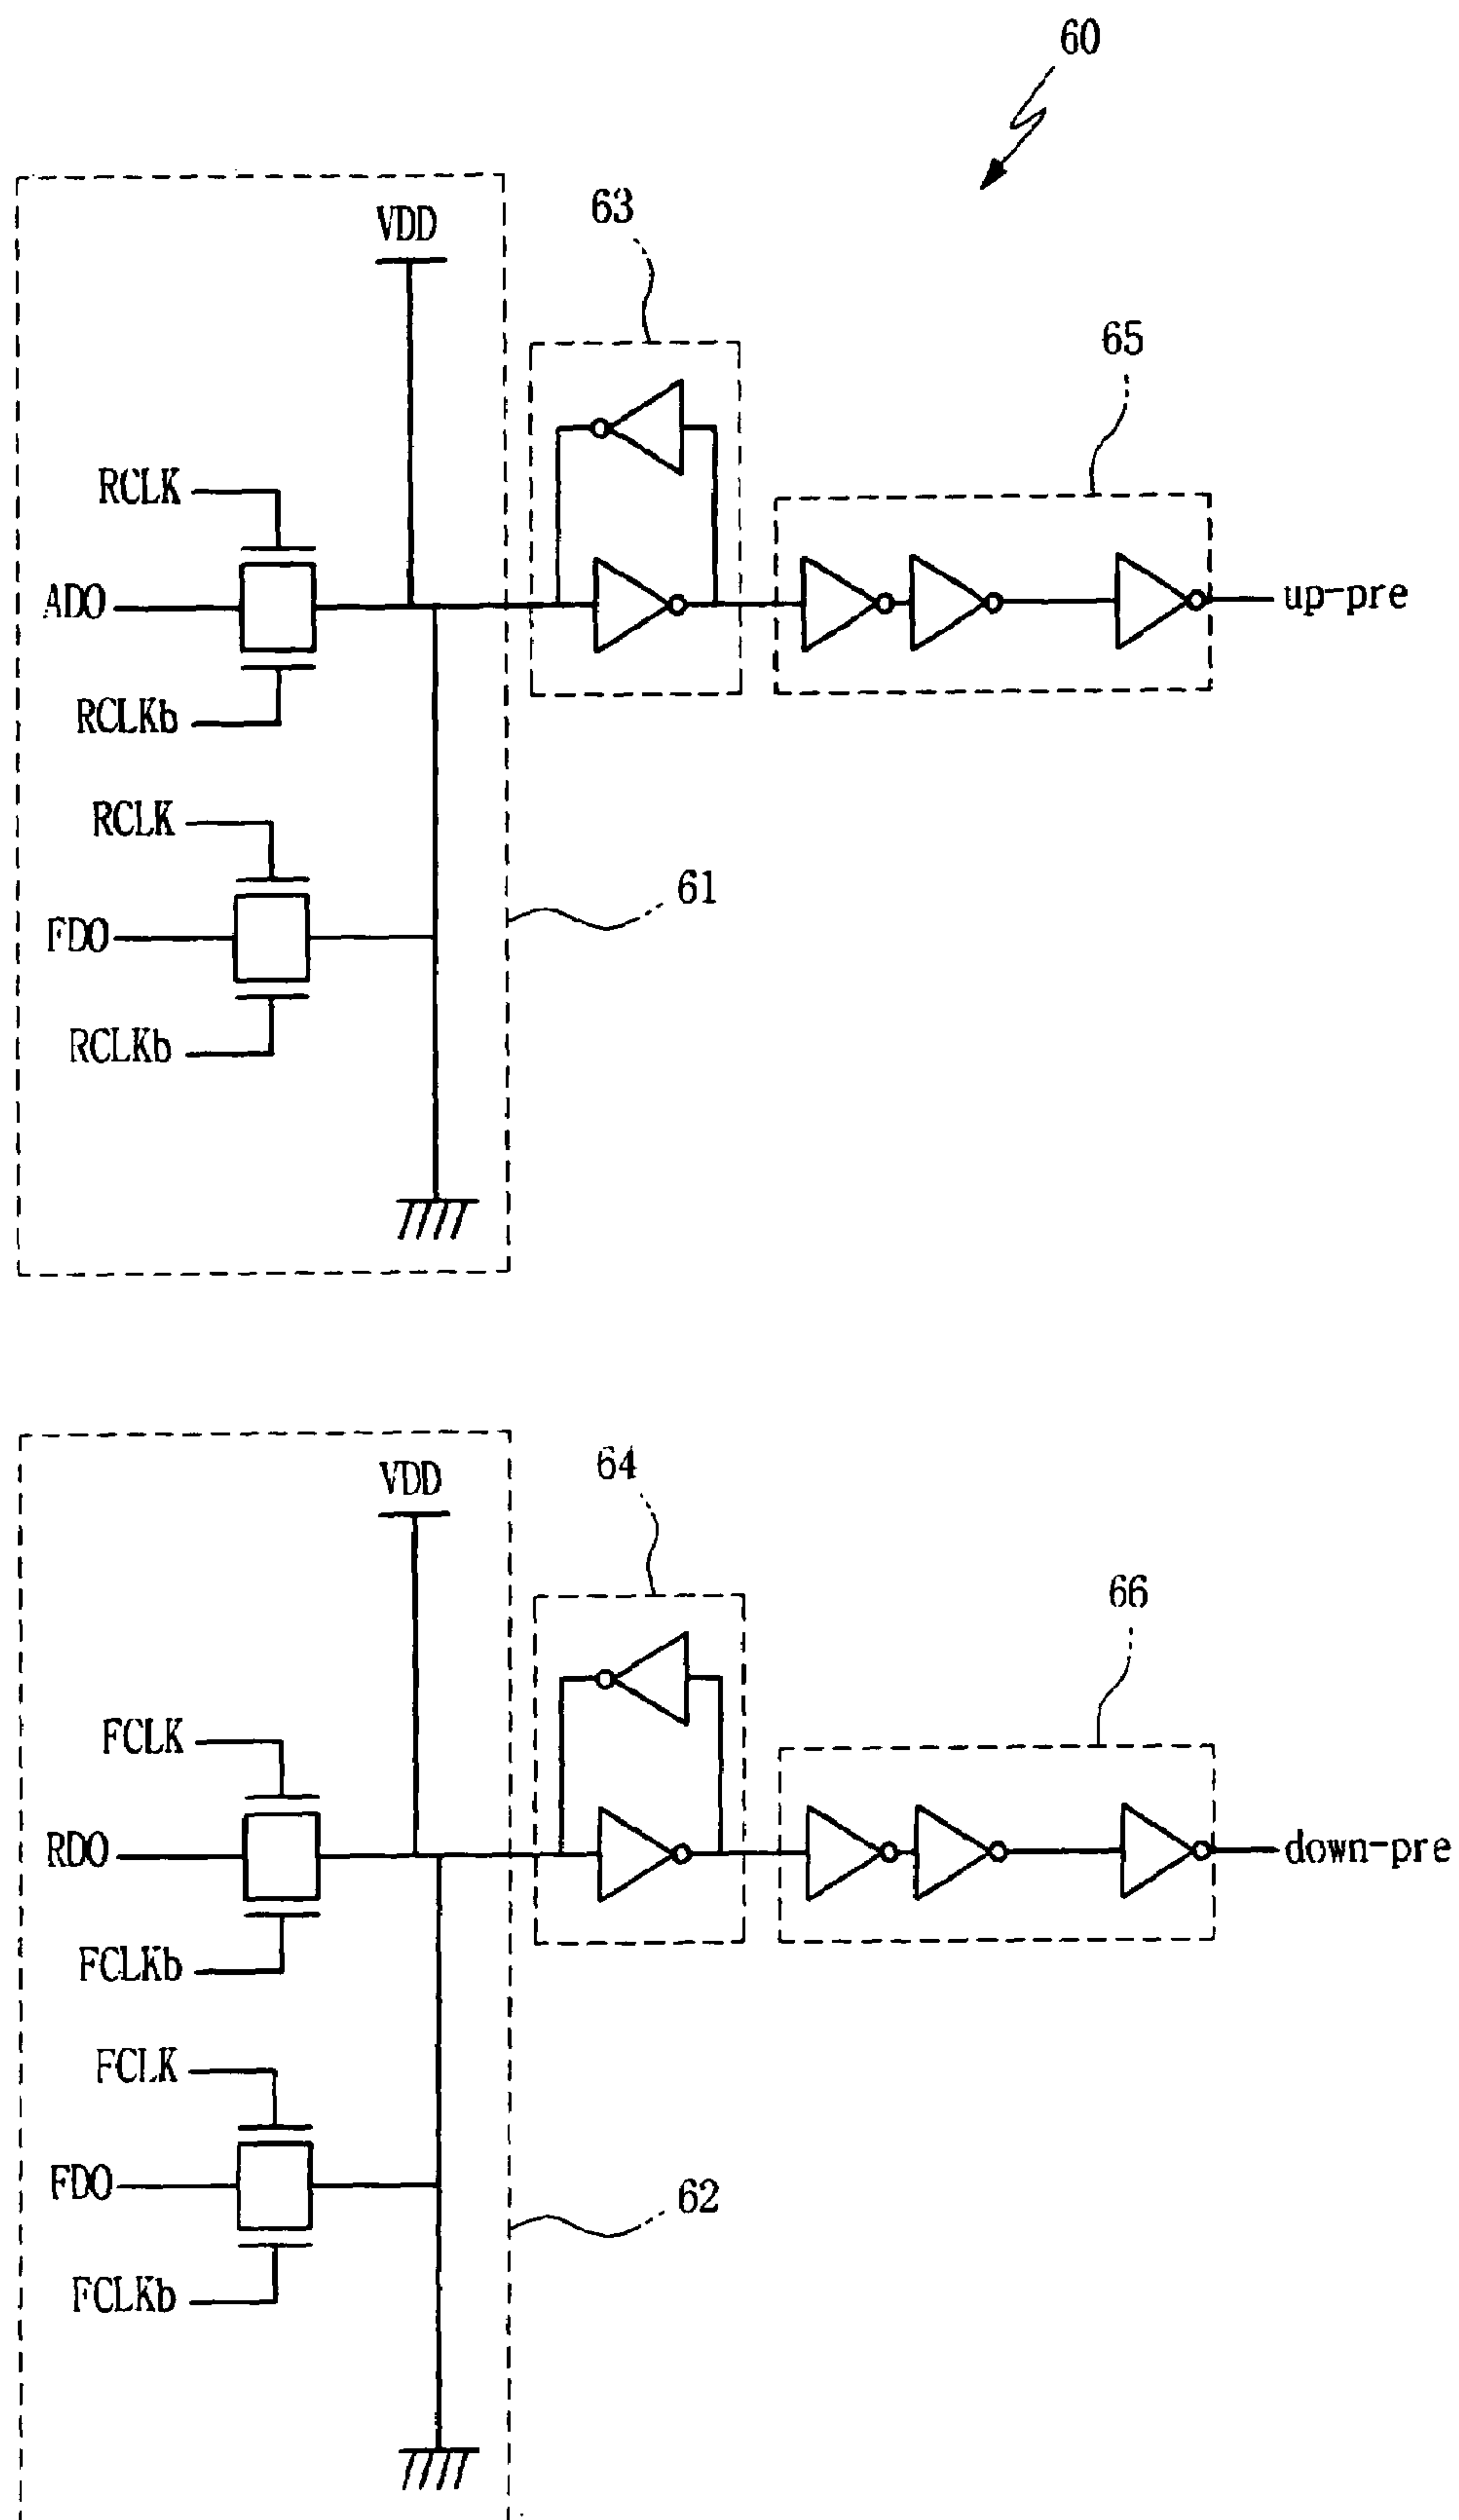 60
VDD
63
65
RCLK
ADO
up-pre
RCLKb
RCLK
61
FDO
RCLKb
VDD
64
66
FCLK
RDO
down-pre
FCLKb
FCLK
FDO
62
FCLKb